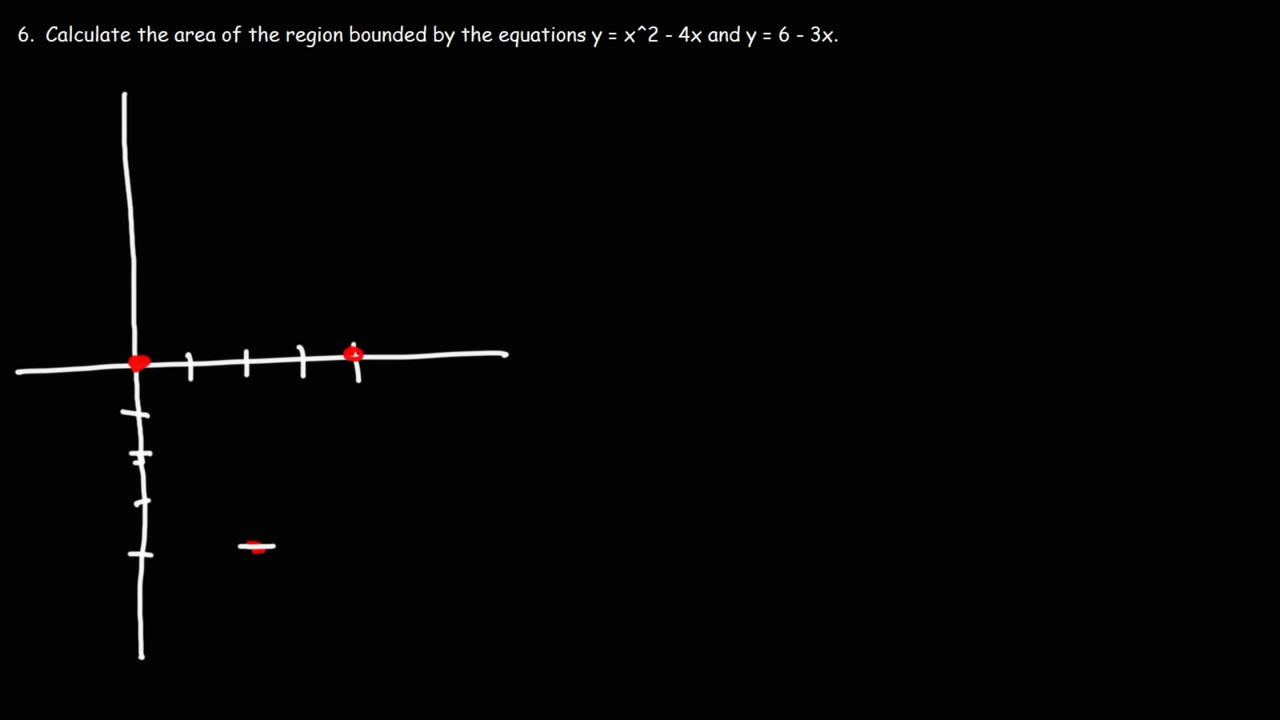 6. Calculate the area of the region bounded by the equations y = x^2 - 4x and y = 6 - 3x.